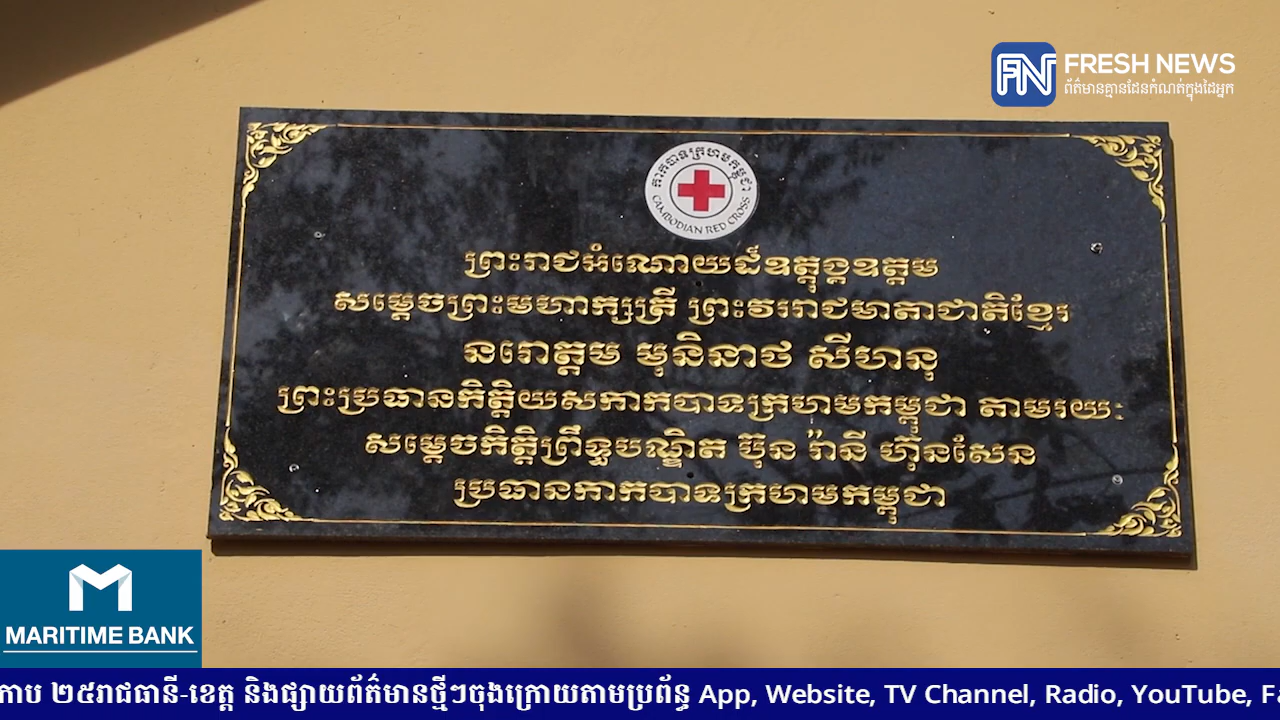 FRESH NEWS
ព័ត៌មានគ្មានដែនកំណត់ក្នុងដៃអ្នក
កាកបាទក្រហមកម្ពុជា
CAMBODIAN RED CROSS
ព្រះរាជអំណោយដ៏ឧត្តុង្គឧត្តម
សម្តេចព្រះមហាក្សត្រី ព្រះវររាជមាតាជាតិខ្មែរ
នរោត្តម មុនិនាថ សីហនុ
ព្រះប្រធានកិត្តិយសកាកបាទក្រហមកម្ពុជា តាមរយៈ
សម្តេចកិត្តិព្រឹទ្ធបណ្ឌិត ប៊ុន រ៉ានី ហ៊ុនសែន
ប្រធានកាកបាទក្រហមកម្ពុជា
MARITIME BANK
២៥រាជធានី-ខេត្ត និងផ្សាយព័ត៌មានថ្មីៗចុងក្រោយតាមប្រព័ន្ធ App, Website, TV Channel, Radio, YouTube,